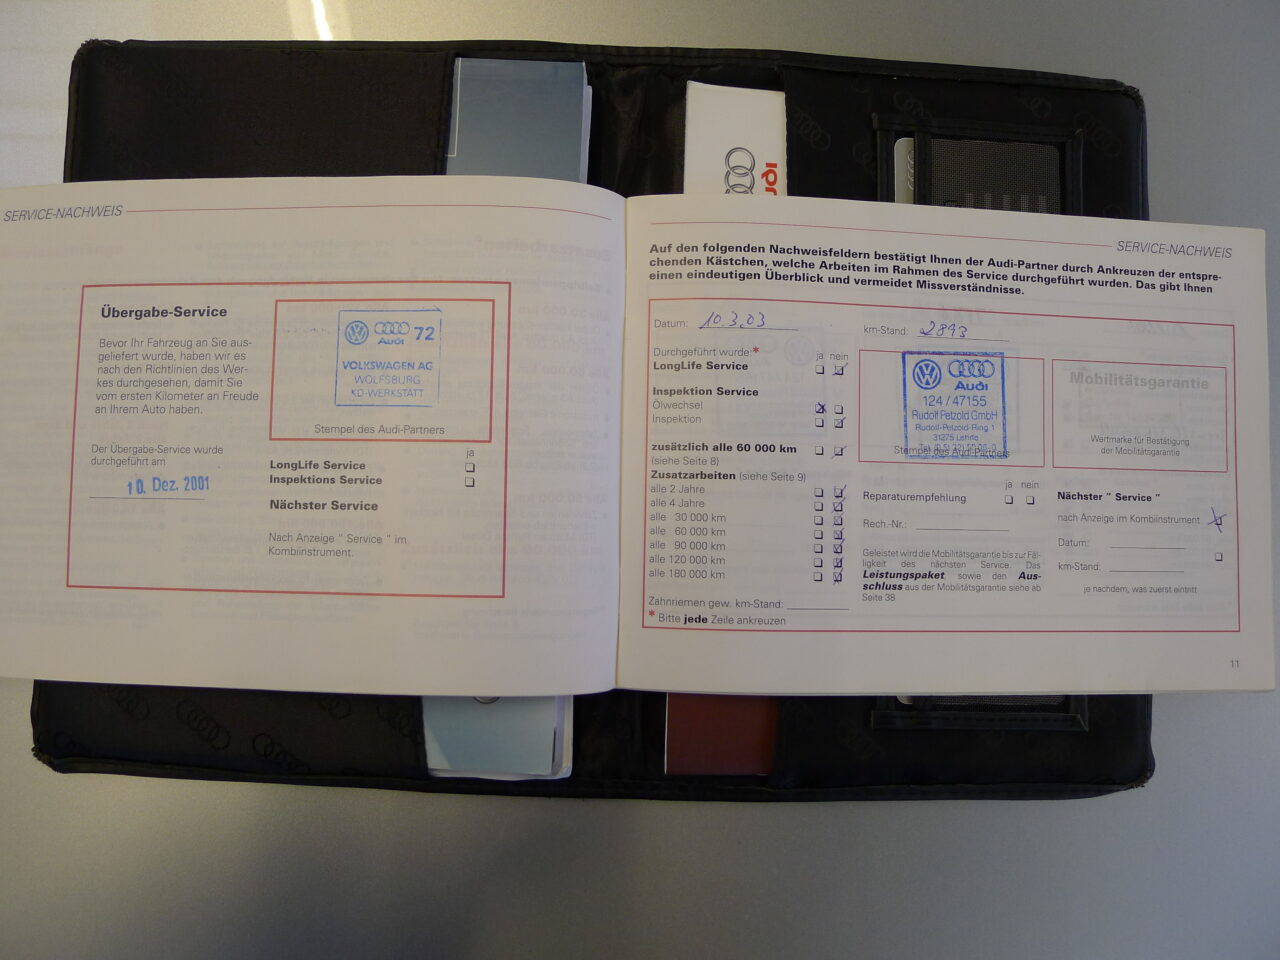 SERVICE-NACHWEIS
Übergabe-Service
Bevor Ihr Fahrzeug an Sie aus-
geliefert wurde, haben wir es
nach den Richtlinien des Wer-
kes durchgesehen, damit Sie
vom ersten Kilometer an Freude
an Ihrem Auto haben.
Der Übergabe-Service wurde
durchgeführt am
10. Dez. 2001
Audi 72
VOLKSWAGEN AG
WOLFSBURG
KD-WERKSTATT
Stempel des Audi-Partners
ja
LongLife Service
Inspektions Service
Nächster Service
Nach Anzeige " Service " im
Kombiinstrument.
SERVICE-NACHWEIS
Auf den folgenden Nachweisfeldern bestätigt Ihnen der Audi-Partner durch Ankreuzen der entspre-
chenden Kästchen, welche Arbeiten im Rahmen des Service durchgeführt wurden. Das gibt Ihnen
einen eindeutigen Überblick und vermeidet Missverständnisse.
Datum: 10.3.03
km-Stand: 2893
Durchgeführt wurde:*
ja nein
LongLife Service
Inspektion Service
Ölwechsel
Inspektion
zusätzlich alle 60 000 km
(siehe Seite 8)
Zusatzarbeiten (siehe Seite 9)
alle 2 Jahre
alle 4 Jahre
alle 30 000 km
alle 60 000 km
alle 90 000 km
alle 120 000 km
alle 180 000 km
Zahnriemen gew. km-Stand:
* Bitte jede Zeile ankreuzen
Audi
124 / 47155
Rudolf Petzold GmbH
Rudolf-Petzold-Ring 1
31275 Lehrte
Stempel des Audi-Partners
Mobilitätsgarantie
Wertmarke für Bestätigung
der Mobilitätsgarantie
ja nein
Reparaturempfehlung
Rech.-Nr.:
Geleistet wird die Mobilitätsgarantie bis zur Fäl-
ligkeit des nächsten Service. Das
Leistungspaket, sowie den Aus-
schluss aus der Mobilitätsgarantie siehe ab
Seite 38
Nächster " Service "
nach Anzeige im Kombiinstrument
Datum:
km-Stand:
je nachdem, was zuerst eintritt
11